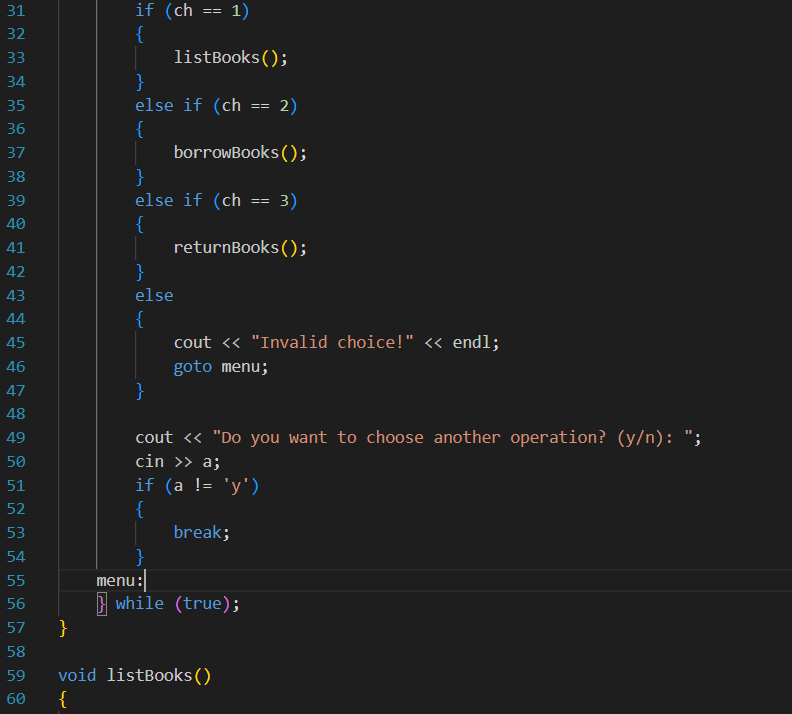 31 if (ch == 1)
32 {
33 listBooks();
34 }
35 else if (ch == 2)
36 {
37 borrowBooks();
38 }
39 else if (ch == 3)
40 {
41 returnBooks();
42 }
43 else
44 {
45 cout << "Invalid choice!" << endl;
46 goto menu;
47 }
48
49 cout << "Do you want to choose another operation? (y/n): ";
50 cin >> a;
51 if (a != 'y')
52 {
53 break;
54 }
55 menu:
56 } while (true);
57 }
58
59 void listBooks()
60 {